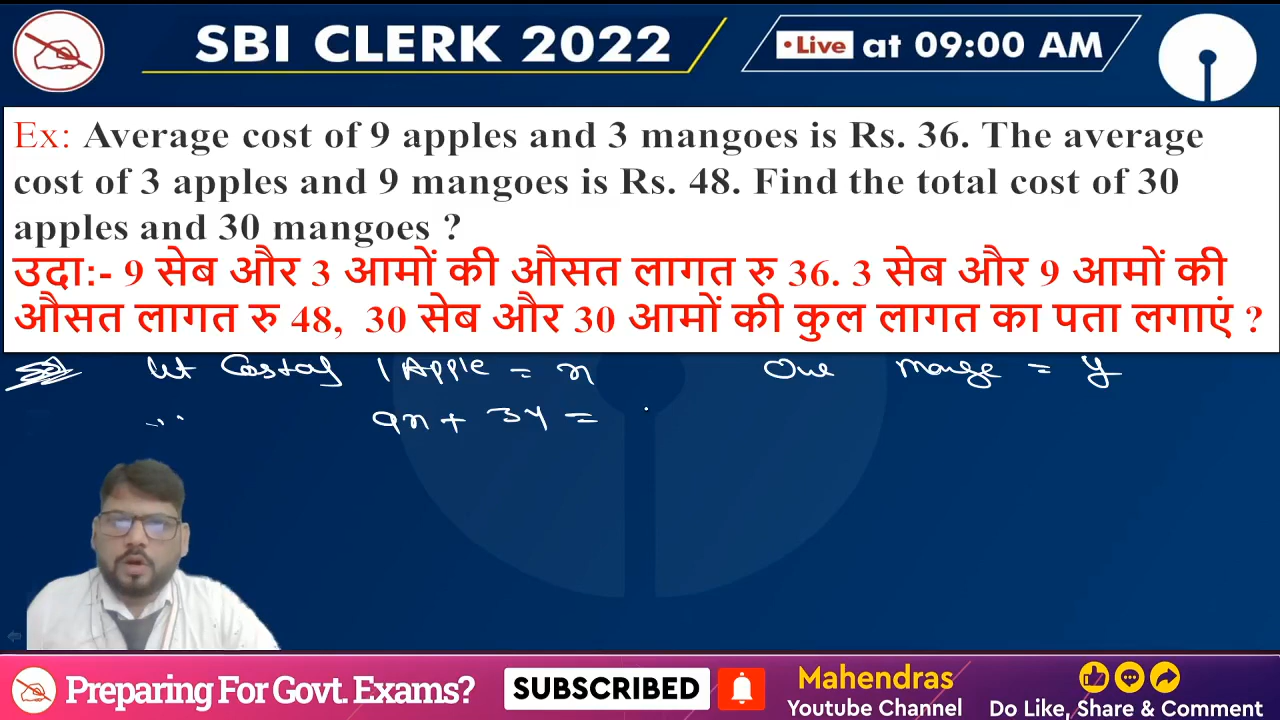 SBI CLERK 2022
• Live at 09:00 AM
Ex: Average cost of 9 apples and 3 mangoes is Rs. 36. The average
cost of 3 apples and 9 mangoes is Rs. 48. Find the total cost of 30
apples and 30 mangoes ?
उदा:- 9 सेब और 3 आमों की औसत लागत रु 36. 3 सेब और 9 आमों की
औसत लागत रु 48, 30 सेब और 30 आमों की कुल लागत का पता लगाएं ?
let Cost of 1 Apple = x One mango = y
9x + 3y =
Preparing For Govt. Exams?
SUBSCRIBED
Mahendras
Youtube Channel
Do Like, Share & Comment